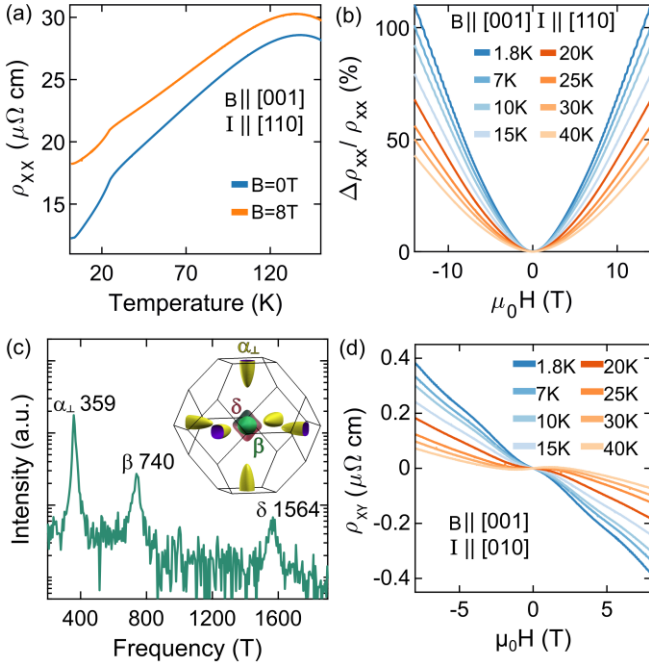 (a)
30
25
20
15
ρXX (μΩ cm)
B|| [001]
I || [110]
B=0T
B=8T
20
70
120
Temperature (K)
(b)
100
50
0
Δρxx/ ρxx (%)
B|| [001] I || [110]
1.8K
20K
7K
25K
10K
30K
15K
40K
-10
0
10
μ0H (T)
(c)
Intensity (a.u.)
α⊥ 359
β 740
δ 1564
α⊥
δ
β
400
800
1200
1600
Frequency (T)
(d)
0.4
0.2
0
-0.2
-0.4
ρXY (μΩ cm)
1.8K
20K
7K
25K
10K
30K
15K
40K
B || [001]
I || [010]
-5
0
5
μ0H (T)